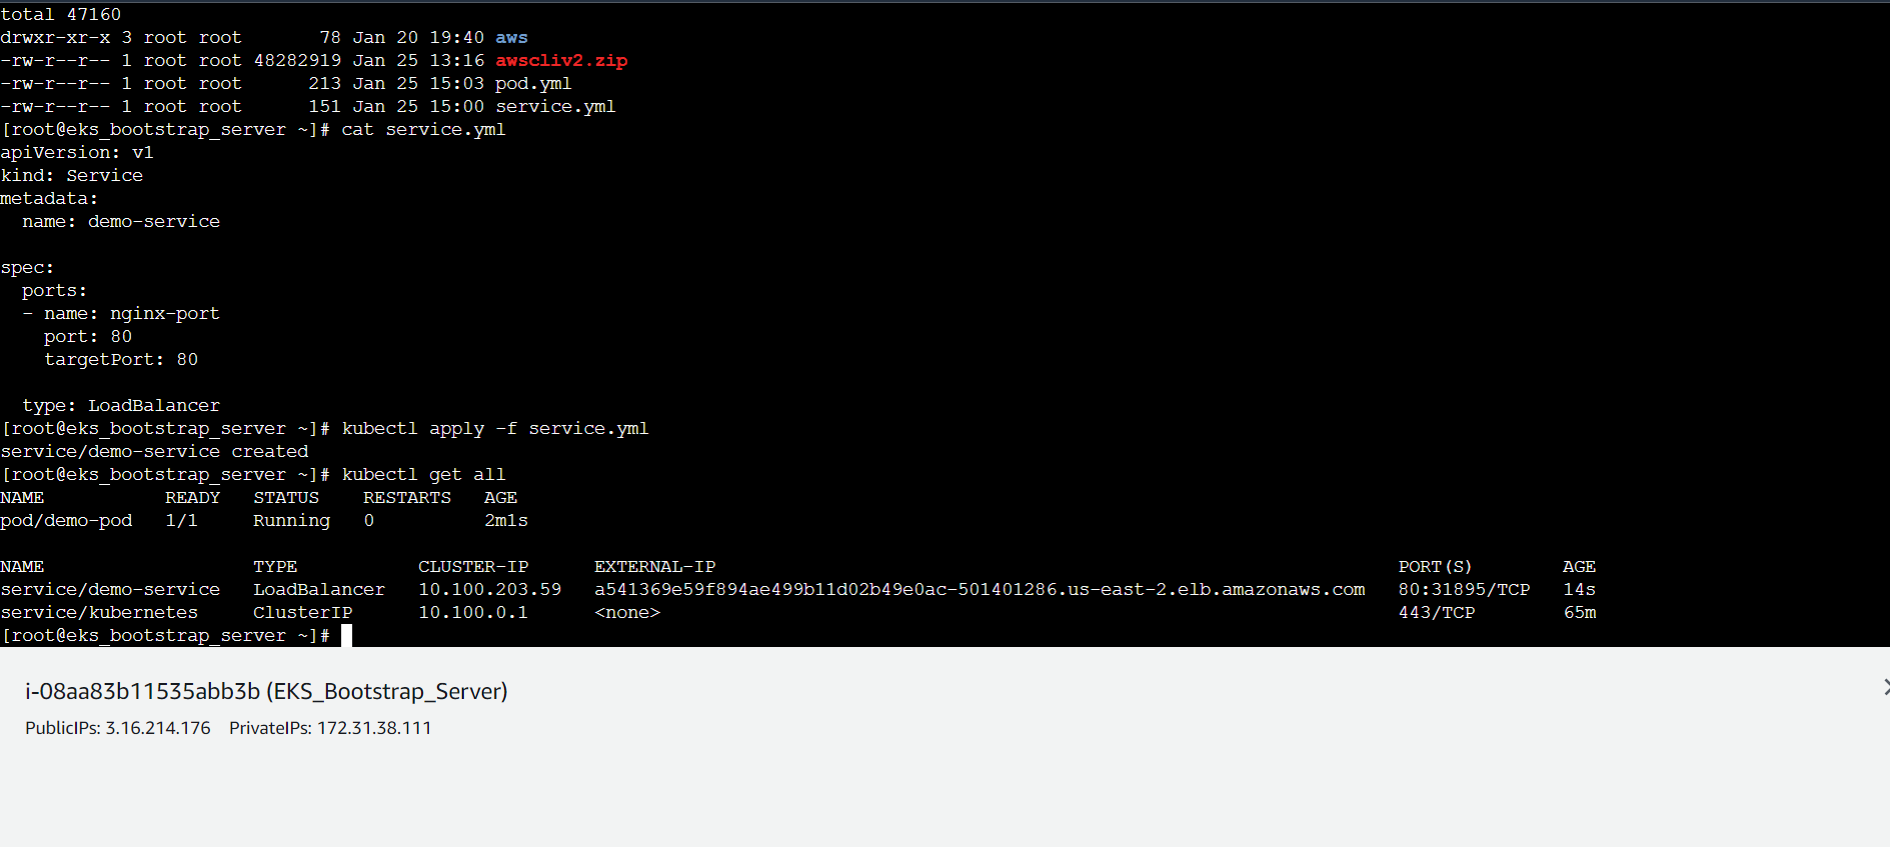 total 47160
drwxr-xr-x 3 root root       78 Jan 20 19:40 aws
-rw-r--r-- 1 root root 48282919 Jan 25 13:16 awscliv2.zip
-rw-r--r-- 1 root root      213 Jan 25 15:03 pod.yml
-rw-r--r-- 1 root root      151 Jan 25 15:00 service.yml
[root@eks_bootstrap_server ~]# cat service.yml
apiVersion: v1
kind: Service
metadata:
  name: demo-service
spec:
  ports:
  - name: nginx-port
    port: 80
    targetPort: 80
  type: LoadBalancer
[root@eks_bootstrap_server ~]# kubectl apply -f service.yml
service/demo-service created
[root@eks_bootstrap_server ~]# kubectl get all
NAME           READY   STATUS    RESTARTS   AGE
pod/demo-pod   1/1     Running   0          2m1s
NAME                   TYPE           CLUSTER-IP     EXTERNAL-IP                                                              PORT(S)        AGE
service/demo-service   LoadBalancer   10.100.203.59   a541369e59f894ae499b11d02b49e0ac-501401286.us-east-2.elb.amazonaws.com   80:31895/TCP   14s
service/kubernetes     ClusterIP      10.100.0.1      <none>                                                                   443/TCP        65m
[root@eks_bootstrap_server ~]#
i-08aa83b11535abb3b (EKS_Bootstrap_Server)
PublicIPs: 3.16.214.176    PrivateIPs: 172.31.38.111